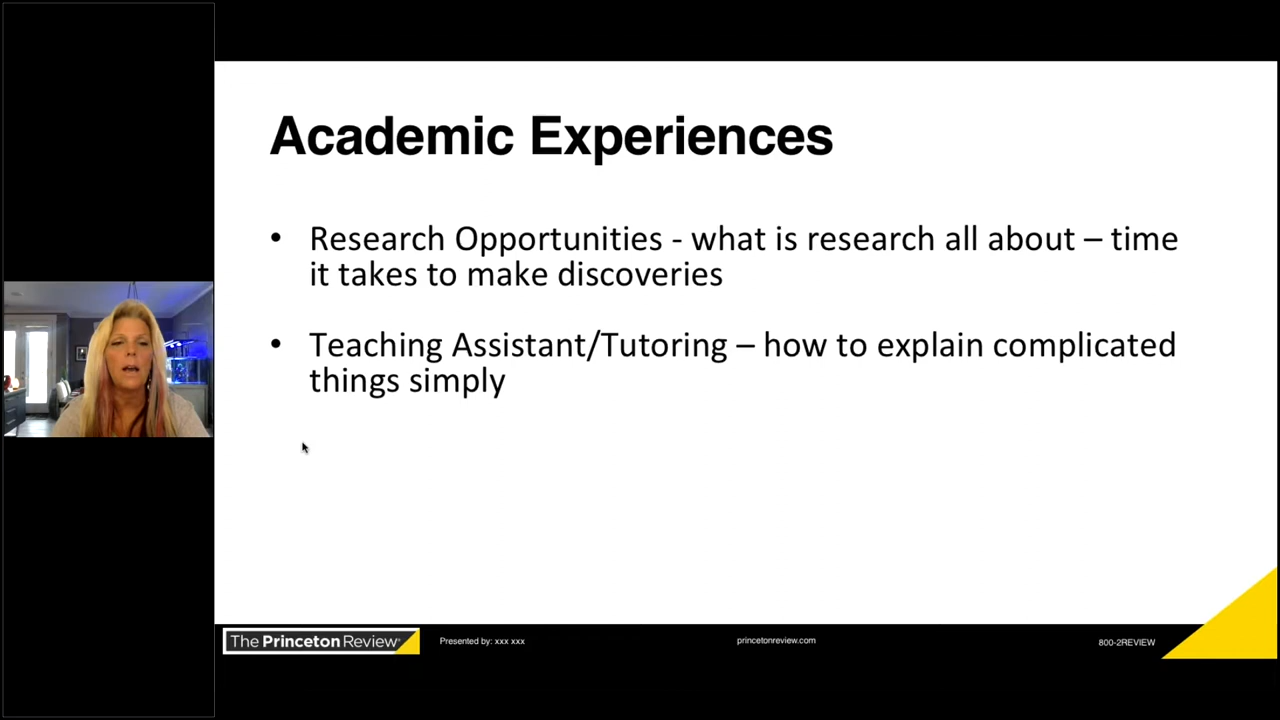 Academic Experiences
• Research Opportunities - what is research all about – time
it takes to make discoveries
• Teaching Assistant/Tutoring – how to explain complicated
things simply
The Princeton Review®
Presented by: xxx xxx
princetonreview.com
800-2REVIEW